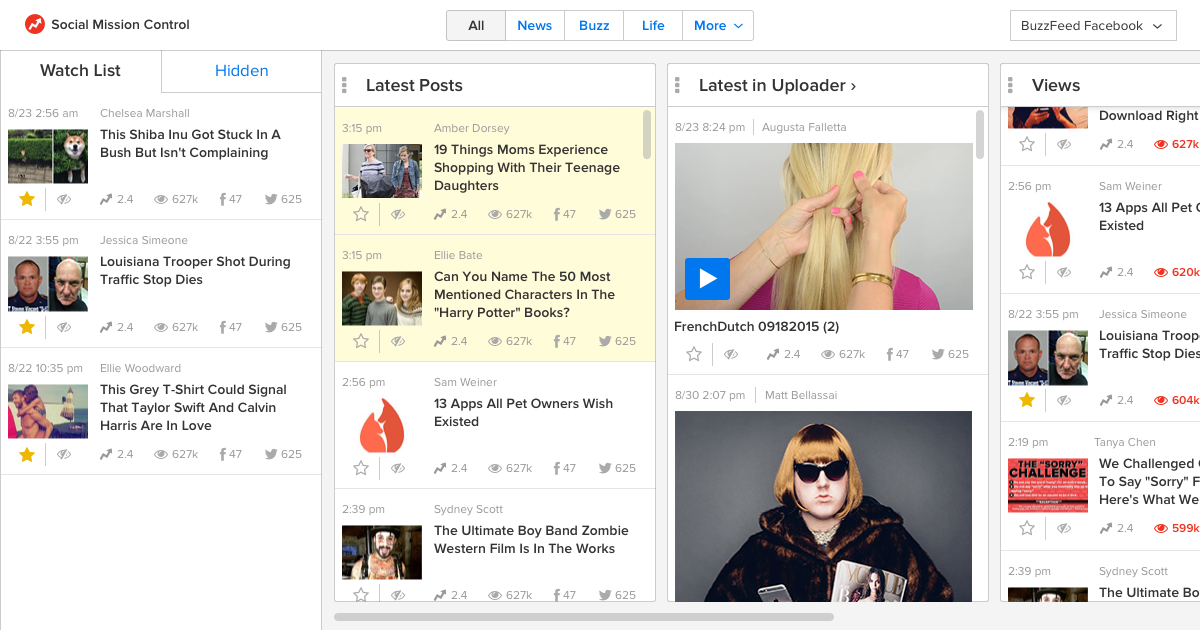 Social Mission Control
All
News
Buzz
Life
More
BuzzFeed Facebook
Watch List
Hidden
8/23 2:56 am
Chelsea Marshall
This Shiba Inu Got Stuck In A
Bush But Isn't Complaining
2.4
627k
47
625
8/22 3:55 pm
Jessica Simeone
Louisiana Trooper Shot During
Traffic Stop Dies
2.4
627k
47
625
8/22 10:35 pm
Ellie Woodward
This Grey T-Shirt Could Signal
That Taylor Swift And Calvin
Harris Are In Love
2.4
627k
47
625
Latest Posts
3:15 pm
Amber Dorsey
19 Things Moms Experience
Shopping With Their Teenage
Daughters
2.4
627k
47
625
3:15 pm
Ellie Bate
Can You Name The 50 Most
Mentioned Characters In The
"Harry Potter" Books?
2.4
627k
47
625
2:56 pm
Sam Weiner
13 Apps All Pet Owners Wish
Existed
2.4
627k
47
625
2:39 pm
Sydney Scott
The Ultimate Boy Band Zombie
Western Film Is In The Works
2.4
627k
47
625
Latest in Uploader ›
8/23 8:24 pm
Augusta Falletta
FrenchDutch 09182015 (2)
2.4
627k
47
625
8/30 2:07 pm
Matt Bellassai
Views
Download Right
2.4
627k
2:56 pm
Sam Weiner
13 Apps All Pet
Existed
2.4
620k
8/22 3:55 pm
Jessica Simeone
Louisiana
Traffic Stop Dies
2.4
604k
2:19 pm
Tanya Chen
THE "SORRY"
CHALLENGE
We Challenged
To Say "Sorry"
Here's What We
2.4
599k
2:39 pm
Sydney Scott
The Ultimate